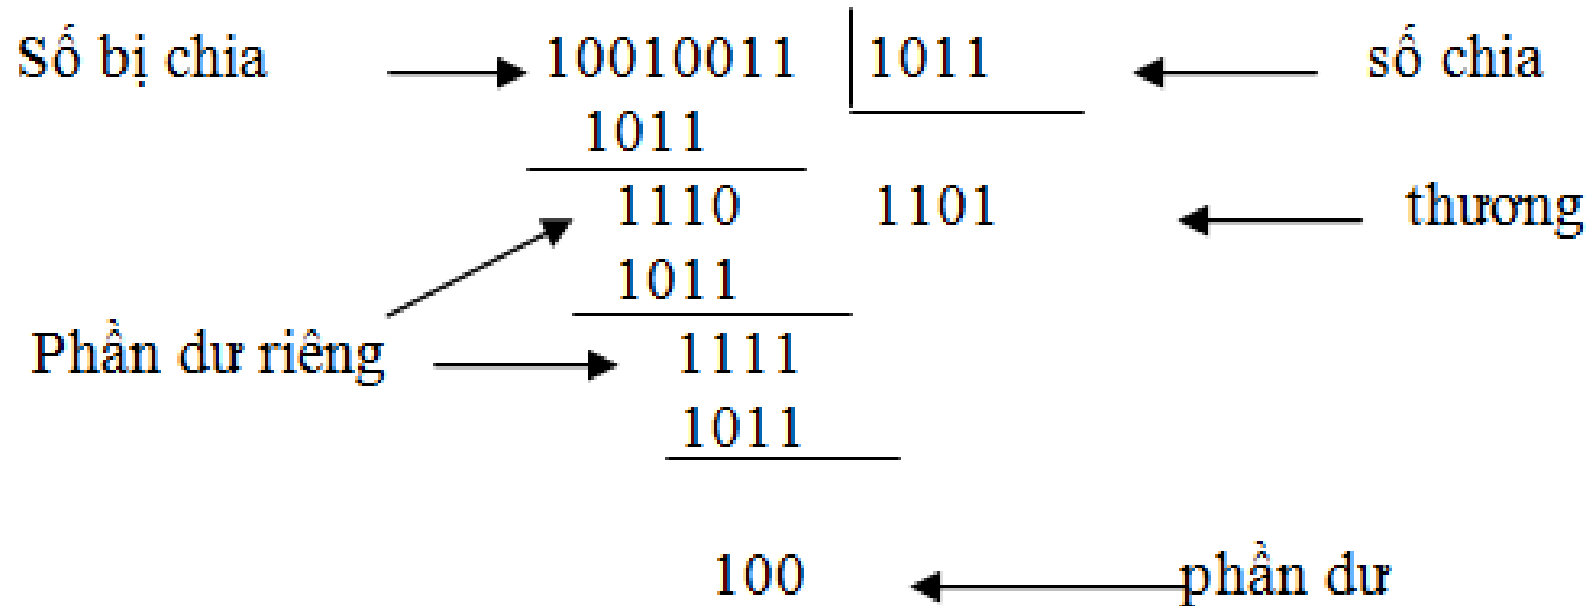 Số bị chia 10010011 1011 số chia
1011
1110 1101 thương
1011
Phần dư riêng 1111
1011
100 phần dư